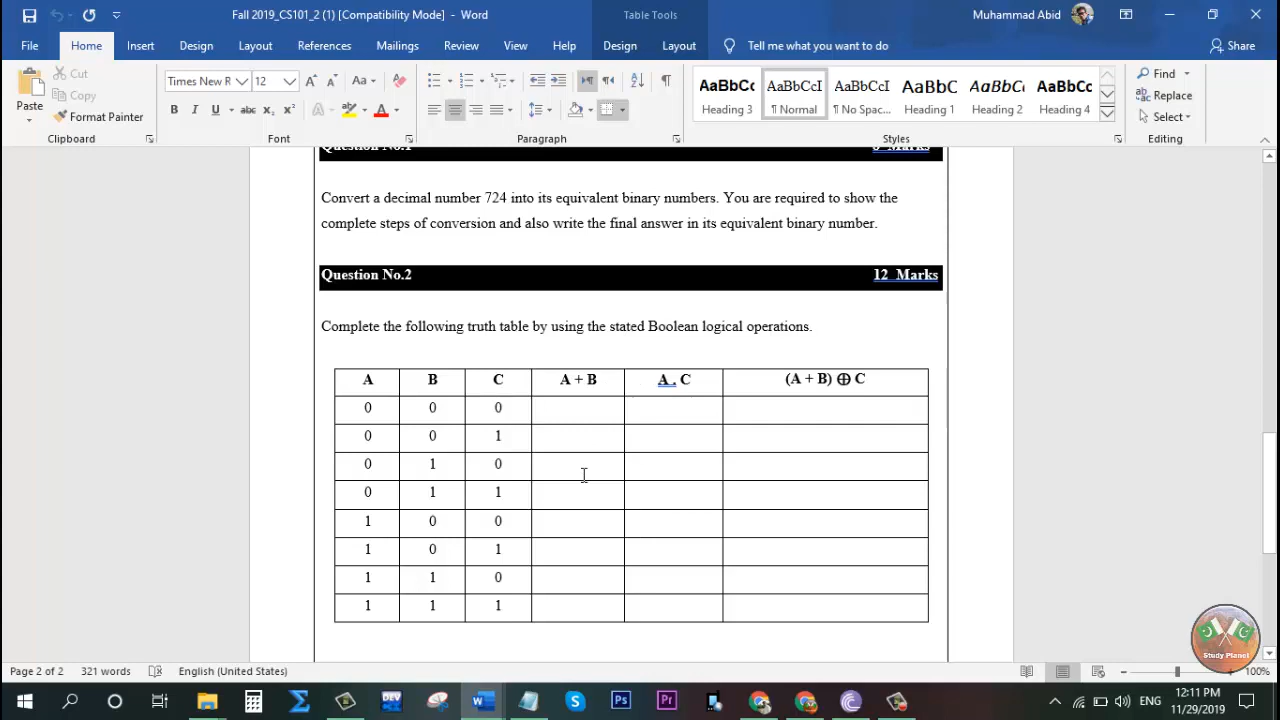 Fall 2019_CS101_2 (1) [Compatibility Mode] - Word
Table Tools
Muhammad Abid
File Home Insert Design Layout References Mailings Review View Help Design Layout Tell me what you want to do Share
Paste
Cut
Copy
Format Painter
Clipboard
Times New R 12
Font
Paragraph
AaBbCc Heading 3
AaBbCcI ¶ Normal
AaBbCcI ¶ No Spac...
AaBbCc Heading 1
AaBbCc Heading 2
AaBbCc Heading 4
Styles
Find
Replace
Select
Editing
Question No.1 Marks
Convert a decimal number 724 into its equivalent binary numbers. You are required to show the
complete steps of conversion and also write the final answer in its equivalent binary number.
Question No.2 12 Marks
Complete the following truth table by using the stated Boolean logical operations.
A B C A + B A . C (A + B) ⊕ C
0 0 0
0 0 1
0 1 0
0 1 1
1 0 0
1 0 1
1 1 0
1 1 1
Study Planet
Page 2 of 2 321 words English (United States) 100%
ENG
12:11 PM
11/29/2019